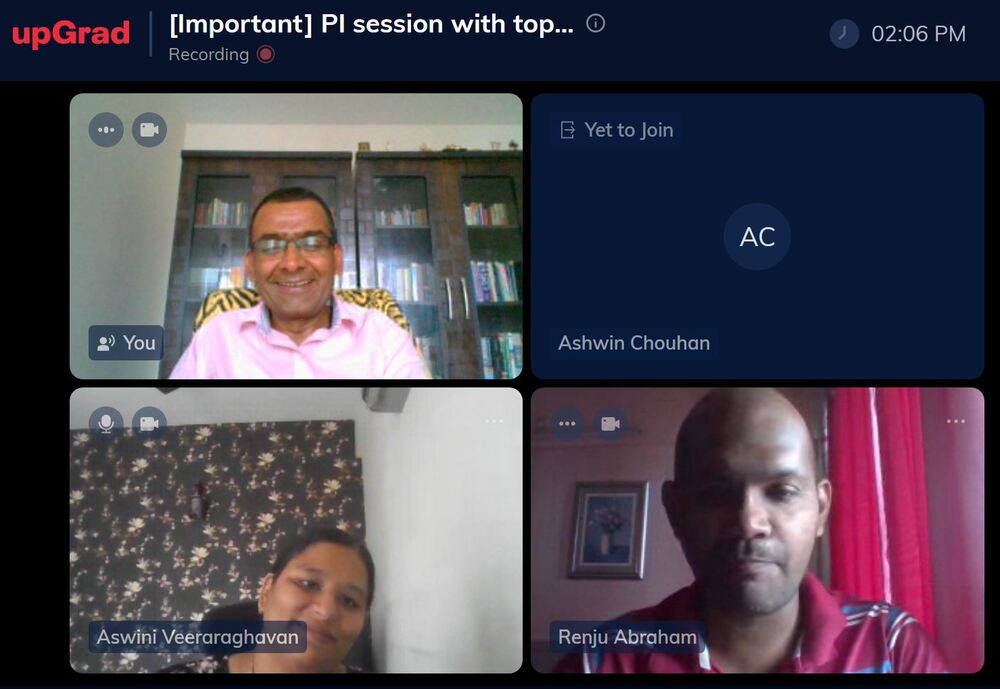 upGrad
[Important] PI session with top...
Recording
02:06 PM
Yet to Join
You
AC
Ashwin Chouhan
Aswini Veeraraghavan
Renju Abraham